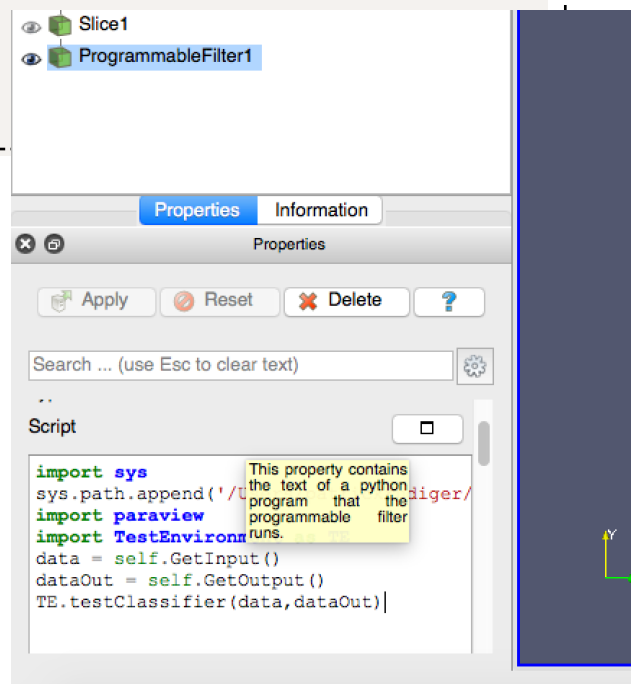 Slice1
ProgrammableFilter1
Properties Information
Properties
Apply Reset Delete ?
Search ... (use Esc to clear text)
Script
import sys
sys.path.append('/U diger/
import paraview
import TestEnvironm
data = self.GetInput()
dataOut = self.GetOutput()
TE.testClassifier(data,dataOut)
This property contains
the text of a python
program that the
programmable filter
runs.
Y